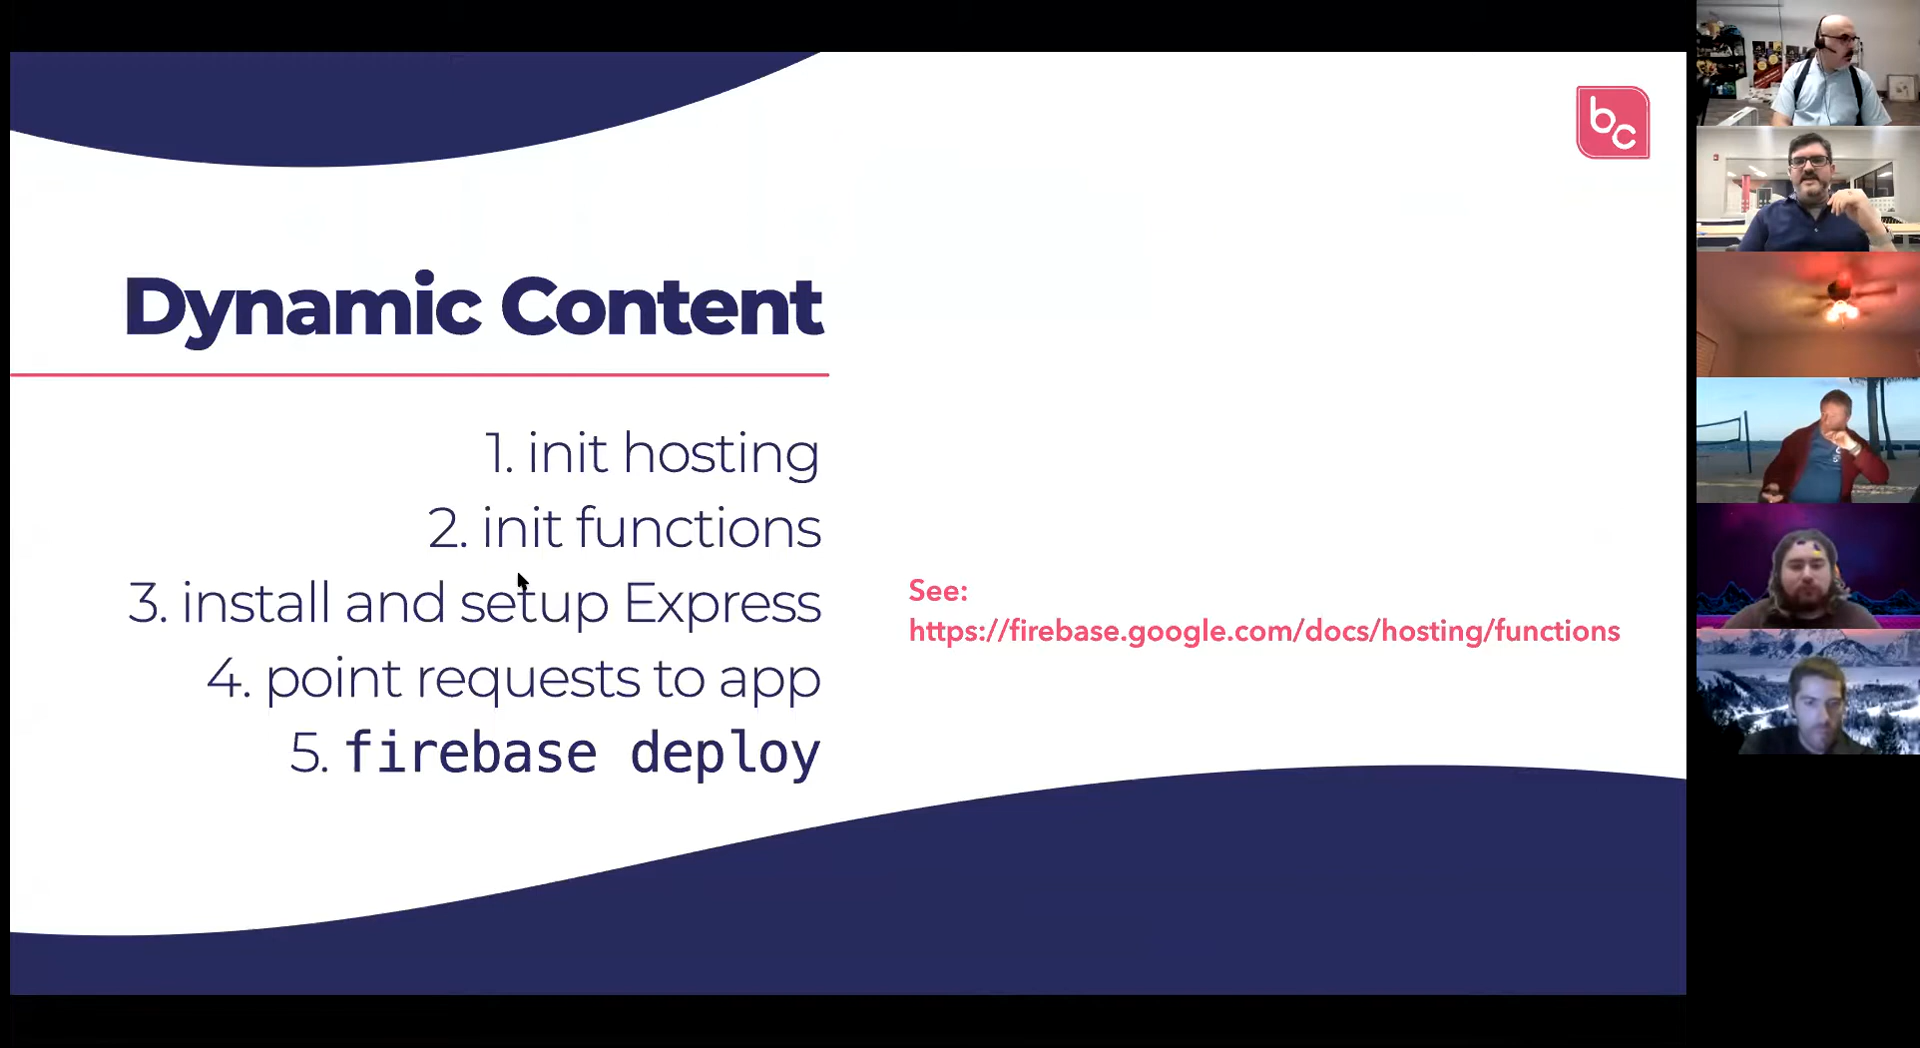 bc
Dynamic Content
1. init hosting
2. init functions
3. install and setup Express
4. point requests to app
5. firebase deploy
See:
https://firebase.google.com/docs/hosting/functions